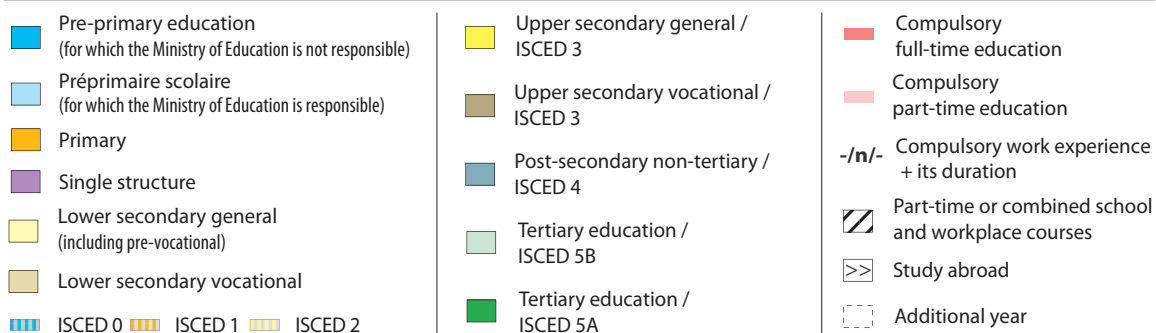 Pre-primary education
(for which the Ministry of Education is not responsible)
Préprimaire scolaire
(for which the Ministry of Education is responsible)
Primary
Single structure
Lower secondary general
(including pre-vocational)
Lower secondary vocational
ISCED 0 ISCED 1 ISCED 2
Upper secondary general /
ISCED 3
Upper secondary vocational /
ISCED 3
Post-secondary non-tertiary /
ISCED 4
Tertiary education /
ISCED 5B
Tertiary education /
ISCED 5A
Compulsory
full-time education
Compulsory
part-time education
-/n/- Compulsory work experience
+ its duration
Part-time or combined school
and workplace courses
>> Study abroad
Additional year